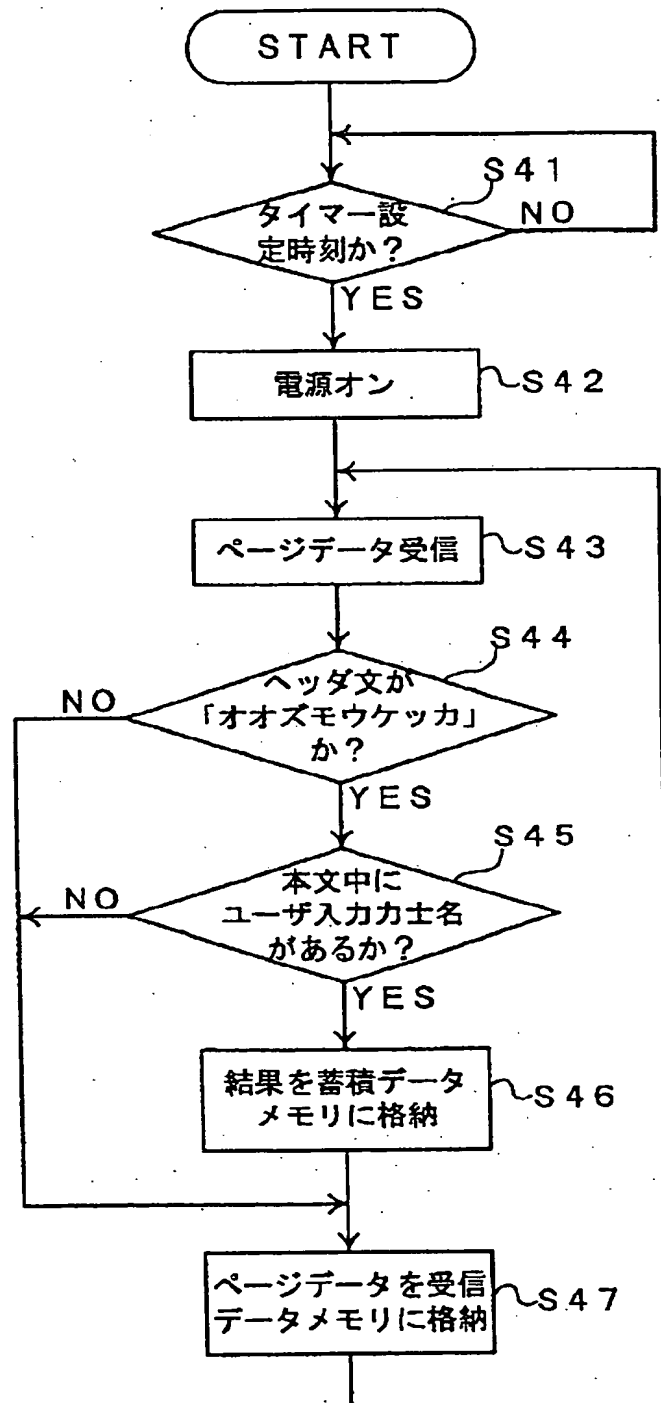 START
S41
タイマー設
定時刻か?
NO
YES
電源オン
S42
ページデータ受信
S43
S44
ヘッダ文が
「オオズモウケッカ」
か?
NO
YES
S45
本文中に
ユーザ入力力士名
があるか?
NO
YES
結果を蓄積データ
メモリに格納
S46
ページデータを受信
データメモリに格納
S47